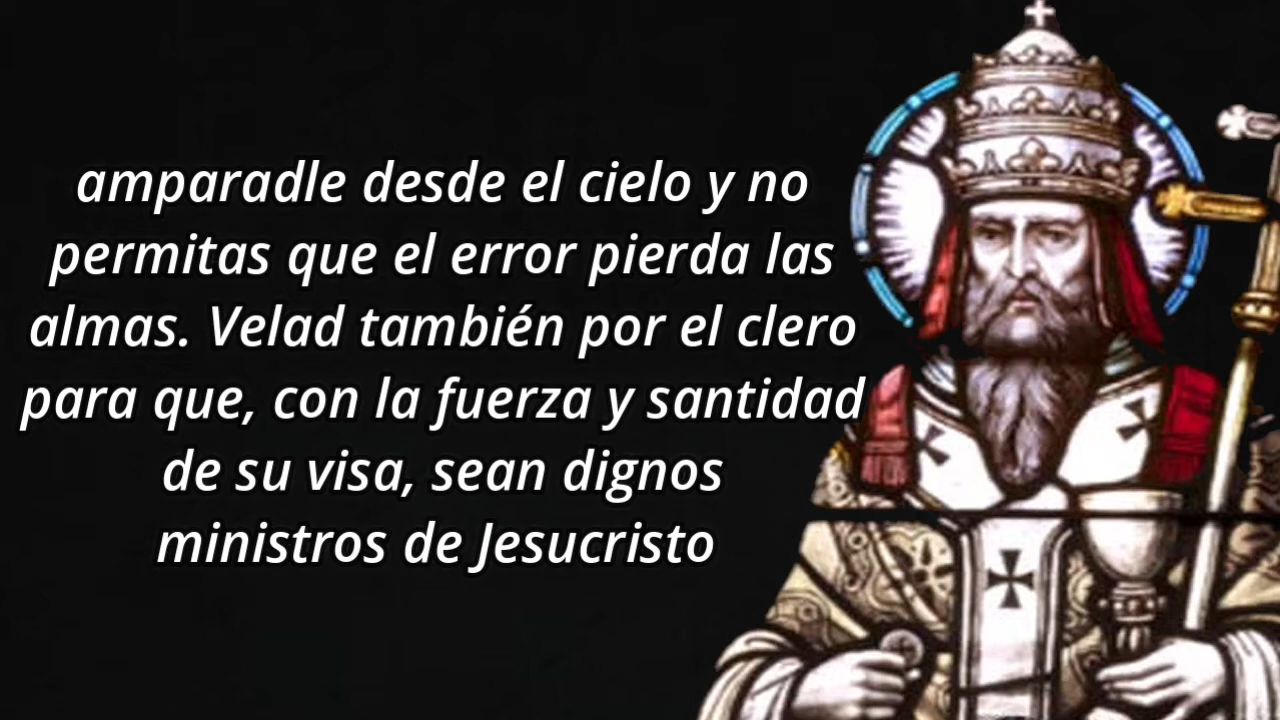 amparadle desde el cielo y no
permitas que el error pierda las
almas. Velad también por el clero
para que, con la fuerza y santidad
de su visa, sean dignos
ministros de Jesucristo